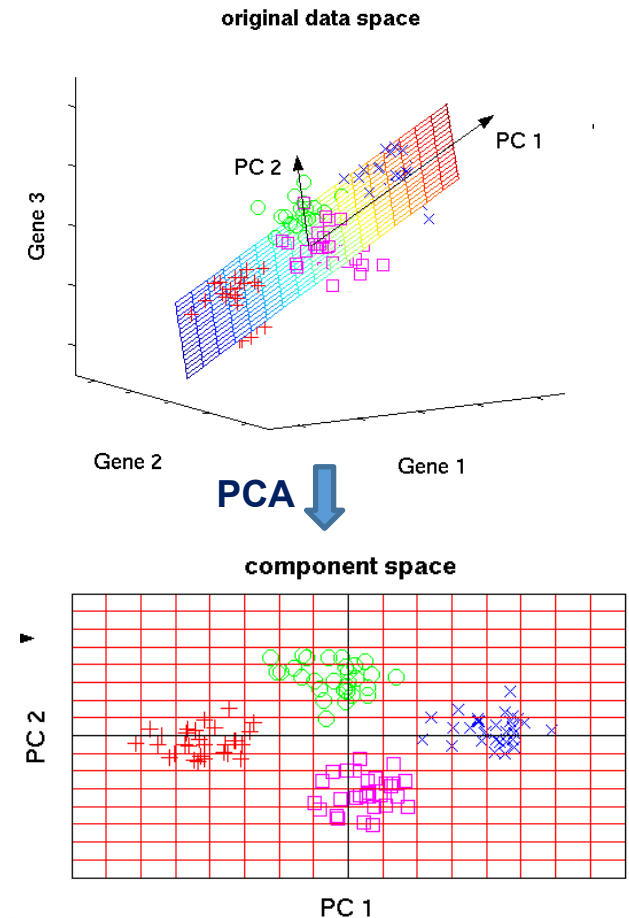 original data space
PC 1
PC 2
Gene 3
Gene 2
Gene 1
PCA
component space
PC 2
PC 1